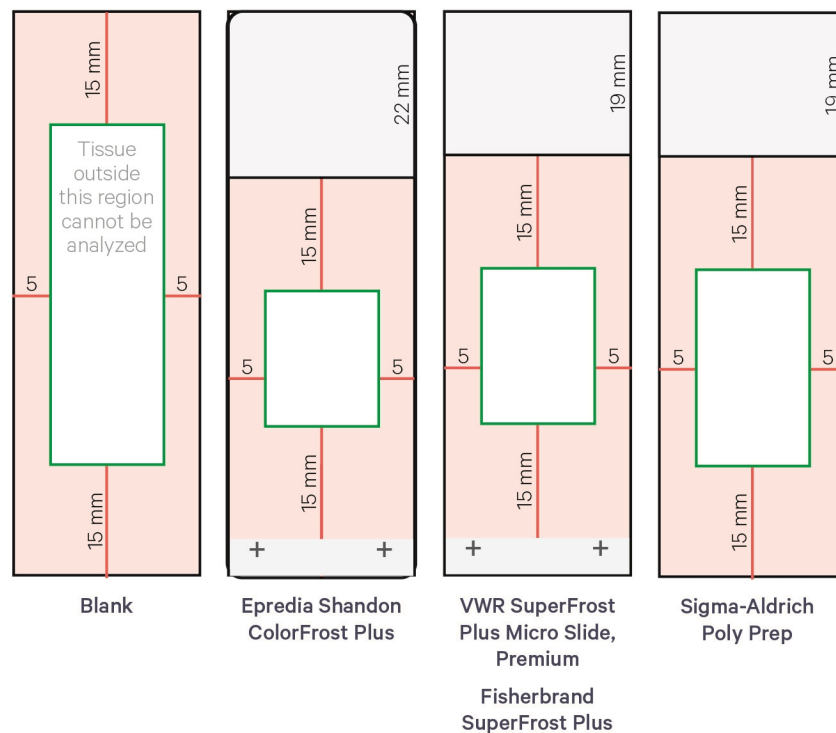 15 mm
Tissue
outside
this region
cannot be
analyzed
5
5
15 mm
Blank
22 mm
15 mm
5
5
15 mm
+
+
Epredia Shandon
ColorFrost Plus
19 mm
15 mm
5
5
15 mm
+
+
VWR SuperFrost
Plus Micro Slide,
Premium
Fisherbrand
SuperFrost Plus
19 mm
15 mm
5
5
15 mm
Sigma-Aldrich
Poly Prep